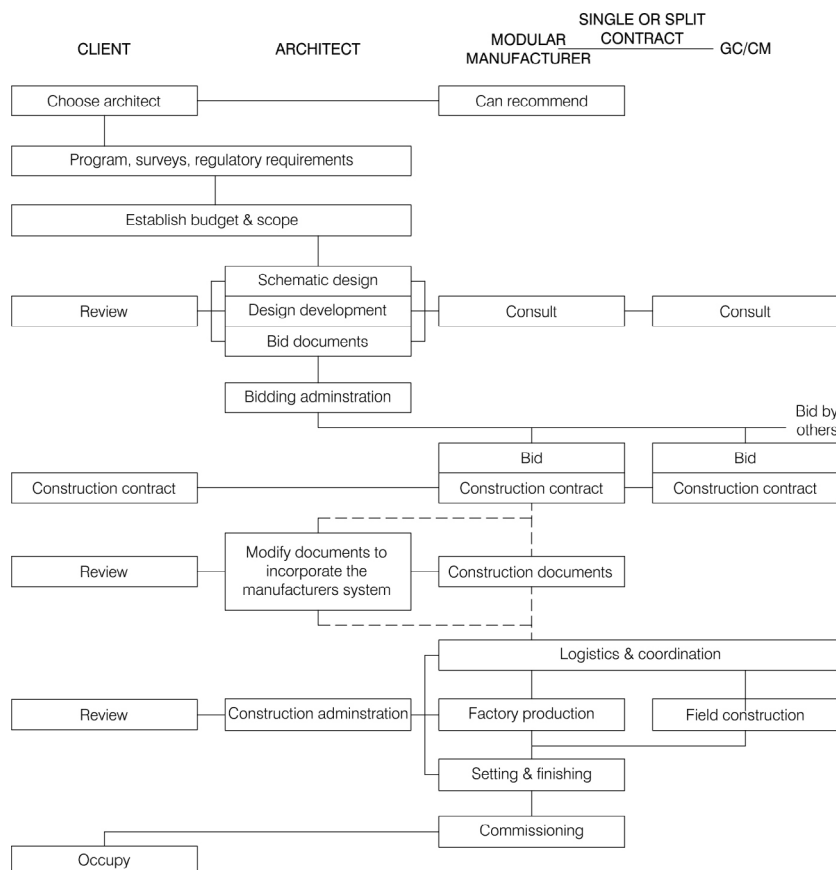 SINGLE OR SPLIT
CONTRACT
CLIENT
ARCHITECT
MODULAR
MANUFACTURER
GC/CM
Choose architect
Can recommend
Program, surveys, regulatory requirements
Establish budget & scope
Schematic design
Review
Design development
Consult
Consult
Bid documents
Bidding adminstration
Bid by
others
Bid
Bid
Construction contract
Construction contract
Construction contract
Review
Modify documents to
incorporate the
manufacturers system
Construction documents
Logistics & coordination
Review
Construction adminstration
Factory production
Field construction
Setting & finishing
Commissioning
Occupy